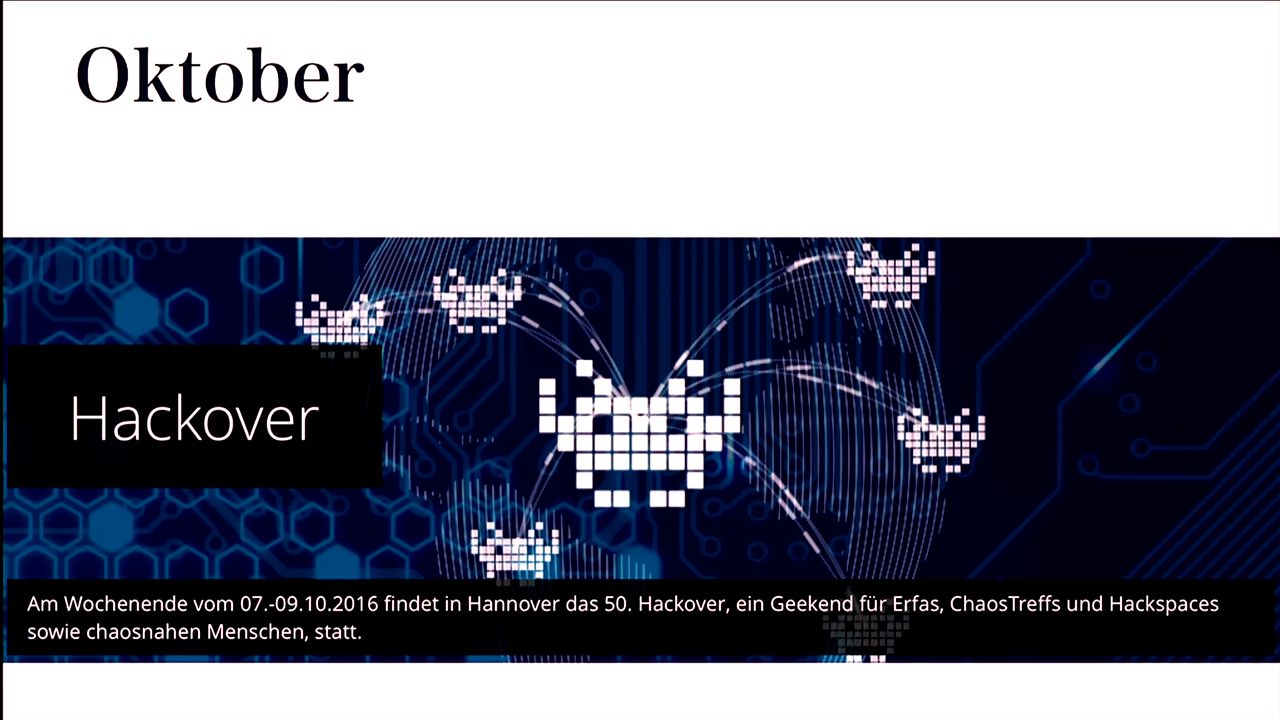 Oktober
Hackover
Am Wochenende vom 07.-09.10.2016 findet in Hannover das 50. Hackover, ein Geekend für Erfas, ChaosTreffs und Hackspaces
sowie chaosnahen Menschen, statt.